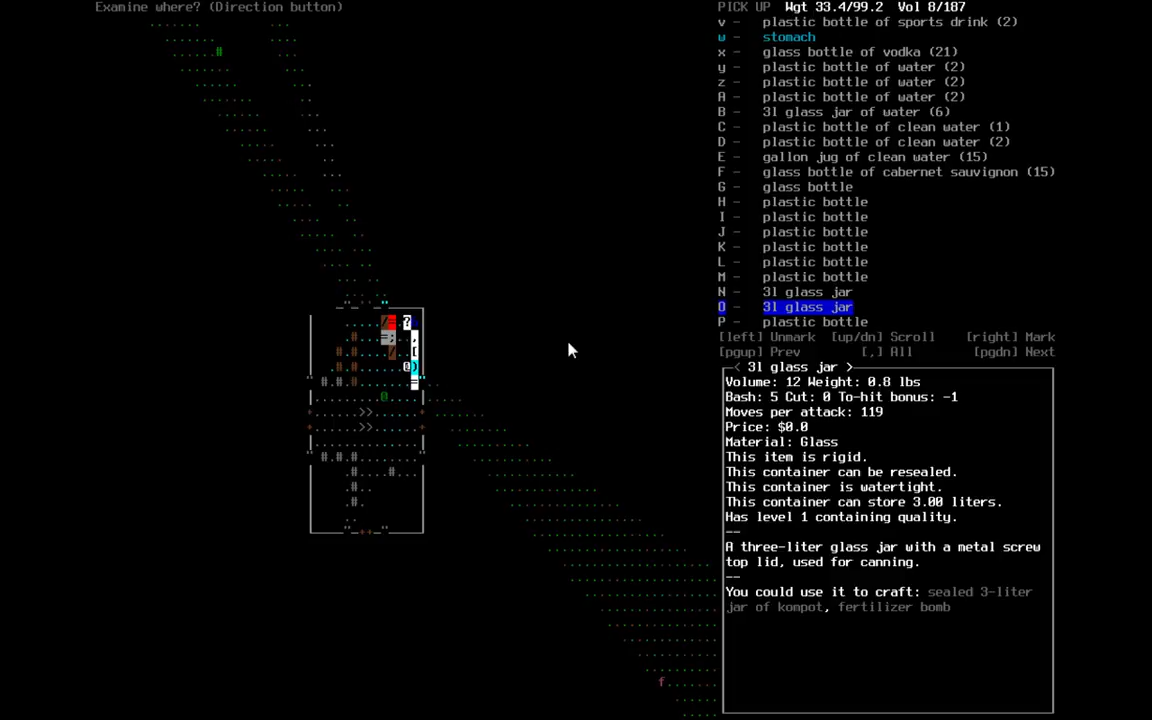 Examine where? (Direction button)
PICK UP  Wgt 33.4/99.2  Vol 8/187
v - plastic bottle of sports drink (2)
w - stomach
x - glass bottle of vodka (21)
y - plastic bottle of water (2)
z - plastic bottle of water (2)
A - plastic bottle of water (2)
B - 3l glass jar of water (6)
C - plastic bottle of clean water (1)
D - plastic bottle of clean water (2)
E - gallon jug of clean water (15)
F - glass bottle of cabernet sauvignon (15)
G - glass bottle
H - plastic bottle
I - plastic bottle
J - plastic bottle
K - plastic bottle
L - plastic bottle
M - plastic bottle
N - 3l glass jar
O - 3l glass jar
P - plastic bottle
[left] Unmark  [up/dn] Scroll  [right] Mark
[pgup] Prev  [,] All  [pgdn] Next
< 3l glass jar >
Volume: 12 Weight: 0.8 lbs
Bash: 5 Cut: 0 To-hit bonus: -1
Moves per attack: 119
Price: $0.0
Material: Glass
This item is rigid.
This container can be resealed.
This container is watertight.
This container can store 3.00 liters.
Has level 1 containing quality.
--
A three-liter glass jar with a metal screw
top lid, used for canning.
--
You could use it to craft: sealed 3-liter
jar of kompot, fertilizer bomb